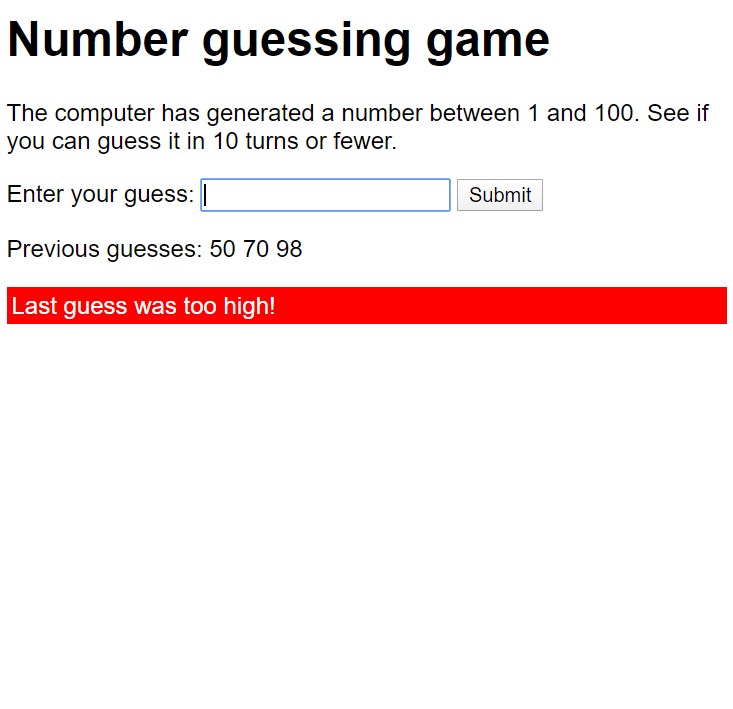 Number guessing game
The computer has generated a number between 1 and 100. See if
you can guess it in 10 turns or fewer.
Enter your guess: Submit
Previous guesses: 50 70 98
Last guess was too high!